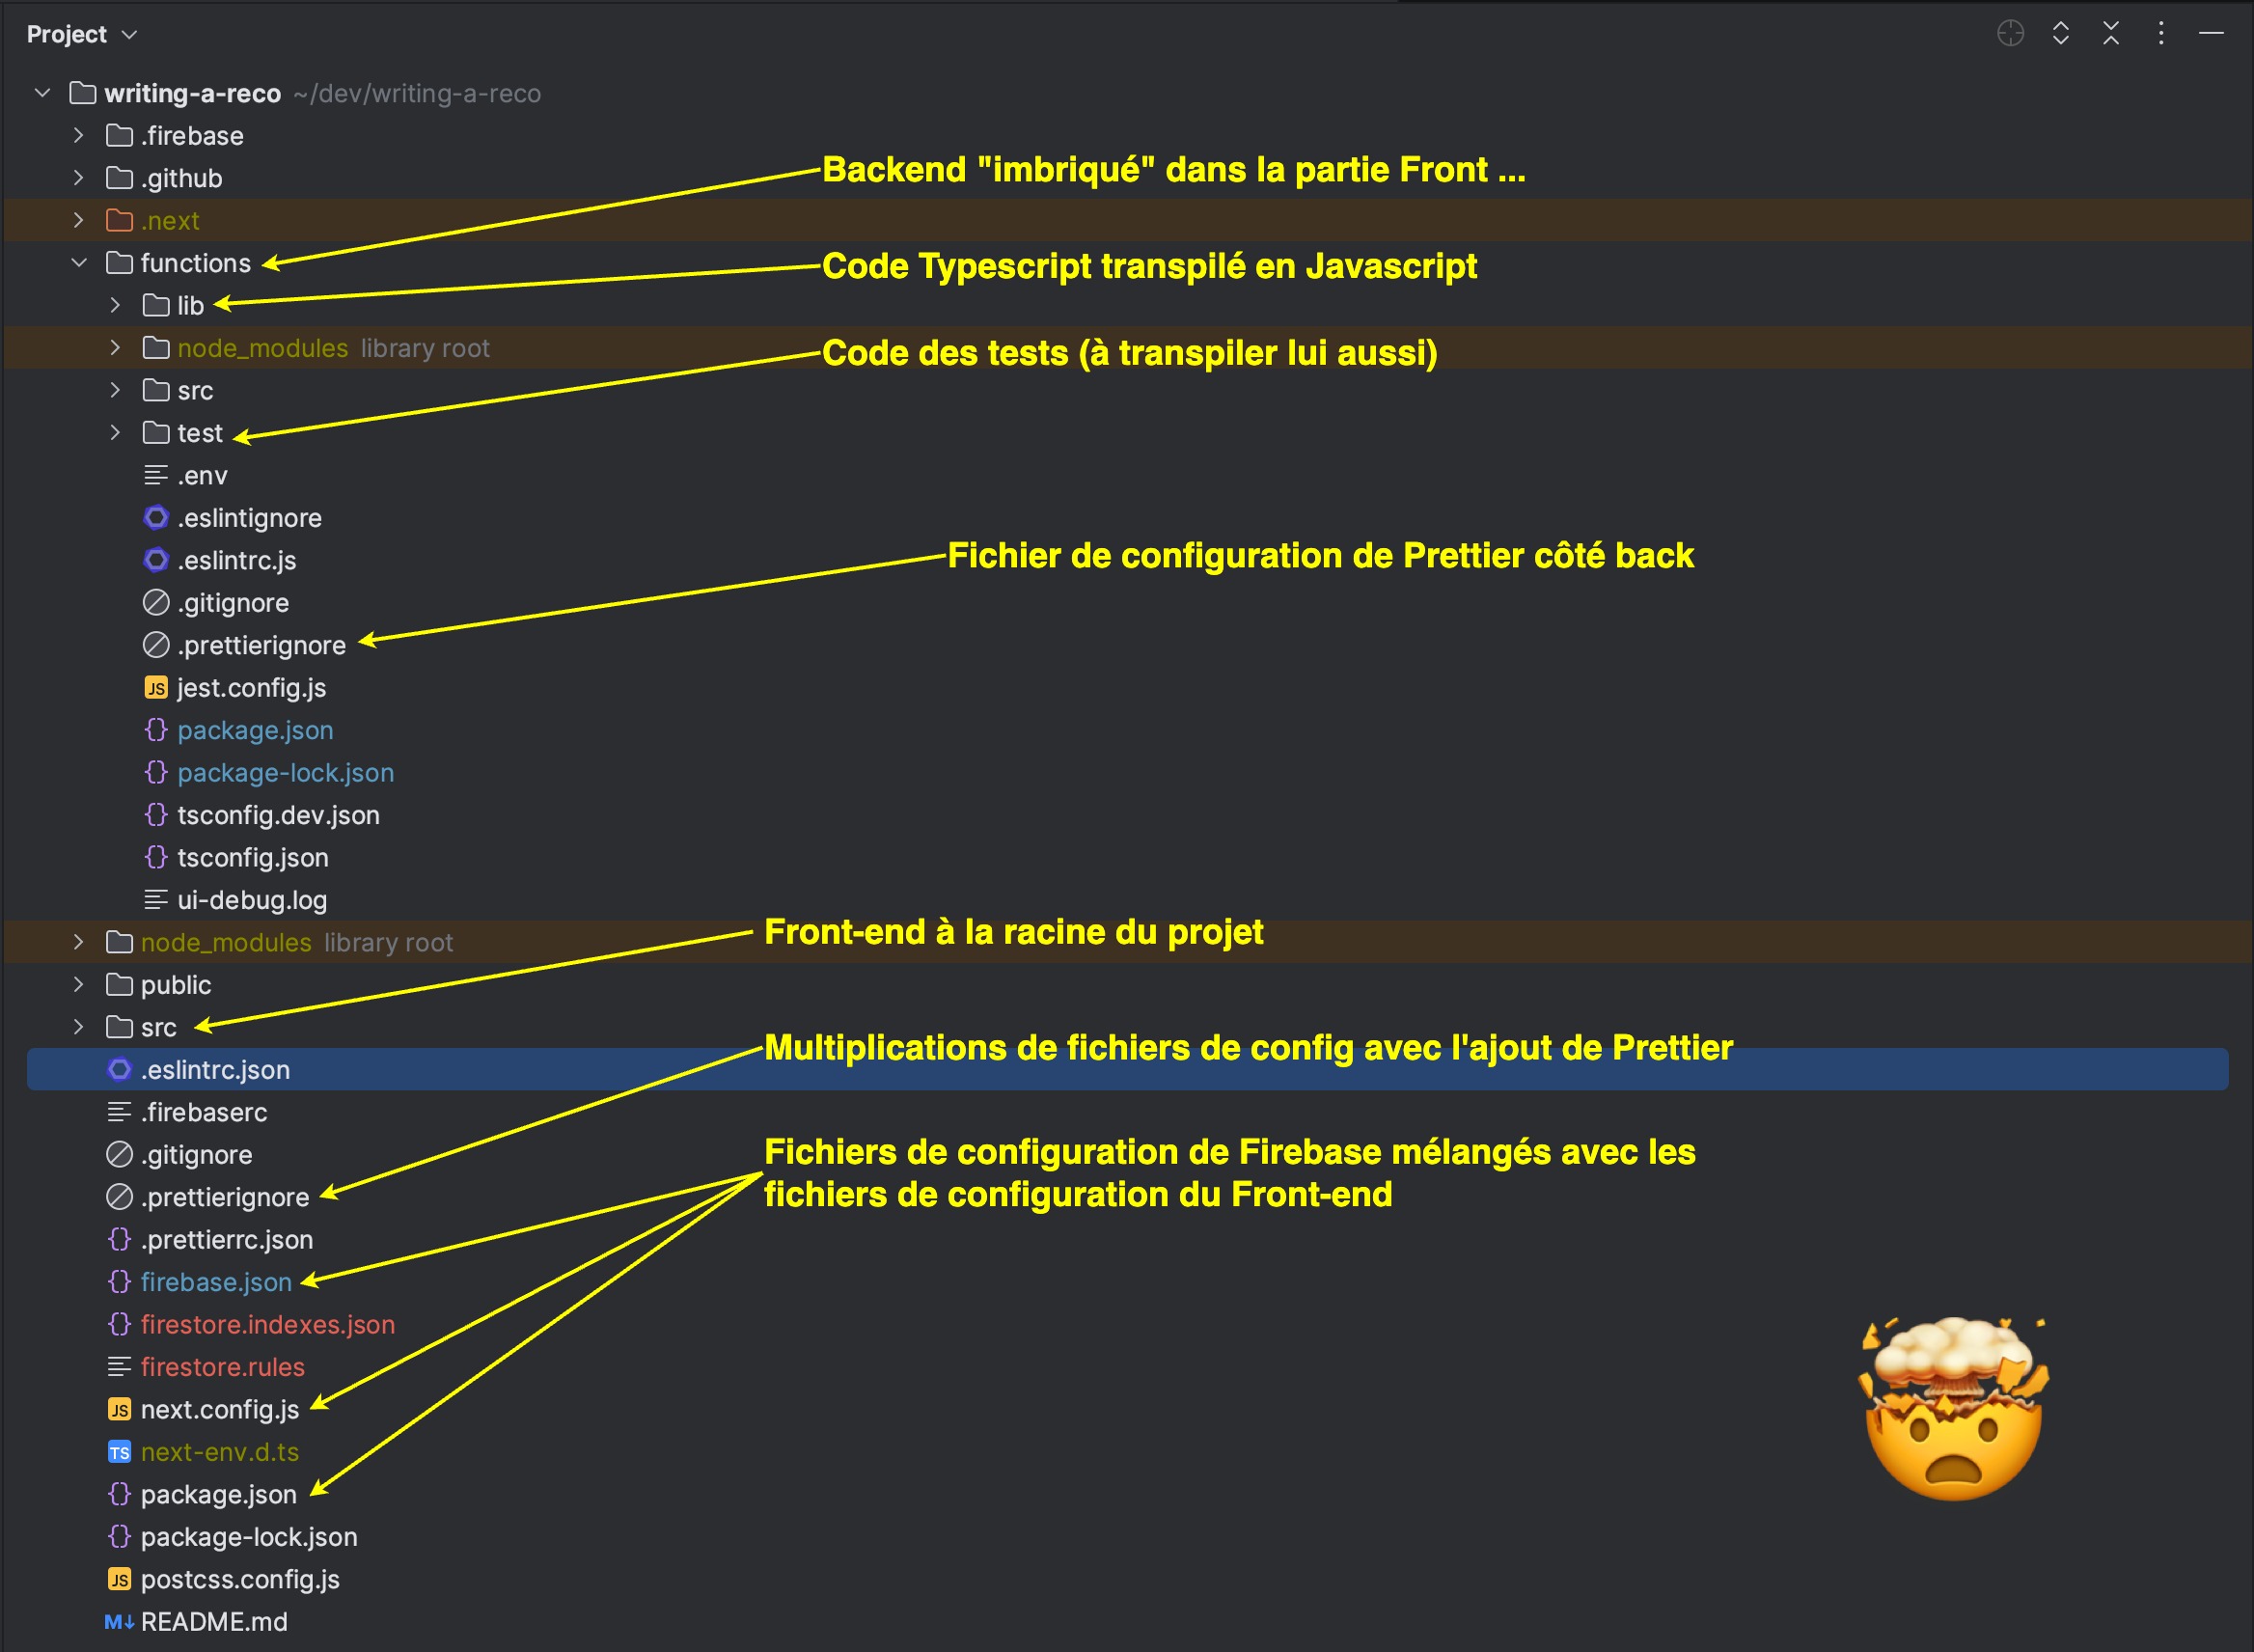 Project
writing-a-reco ~/dev/writing-a-reco
.firebase
.github
Backend "imbriqué" dans la partie Front ...
.next
functions
Code Typescript transpilé en Javascript
lib
node_modules library root
Code des tests (à transpiler lui aussi)
src
test
.env
.eslintignore
.eslintrc.js
Fichier de configuration de Prettier côté back
.gitignore
.prettierignore
JS jest.config.js
{} package.json
{} package-lock.json
{} tsconfig.dev.json
{} tsconfig.json
ui-debug.log
Front-end à la racine du projet
node_modules library root
public
src
Multiplications de fichiers de config avec l'ajout de Prettier
.eslintrc.json
.firebaserc
.gitignore
Fichiers de configuration de Firebase mélangés avec les
fichiers de configuration du Front-end
.prettierignore
{} .prettierrc.json
{} firebase.json
{} firestore.indexes.json
firestore.rules
JS next.config.js
TS next-env.d.ts
{} package.json
{} package-lock.json
JS postcss.config.js
M↓ README.md